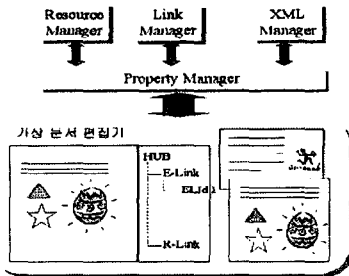 Resource Manager
Link Manager
XML Manager
Property Manager
가상 문서 편집기
HUB
E-Link
R-Link